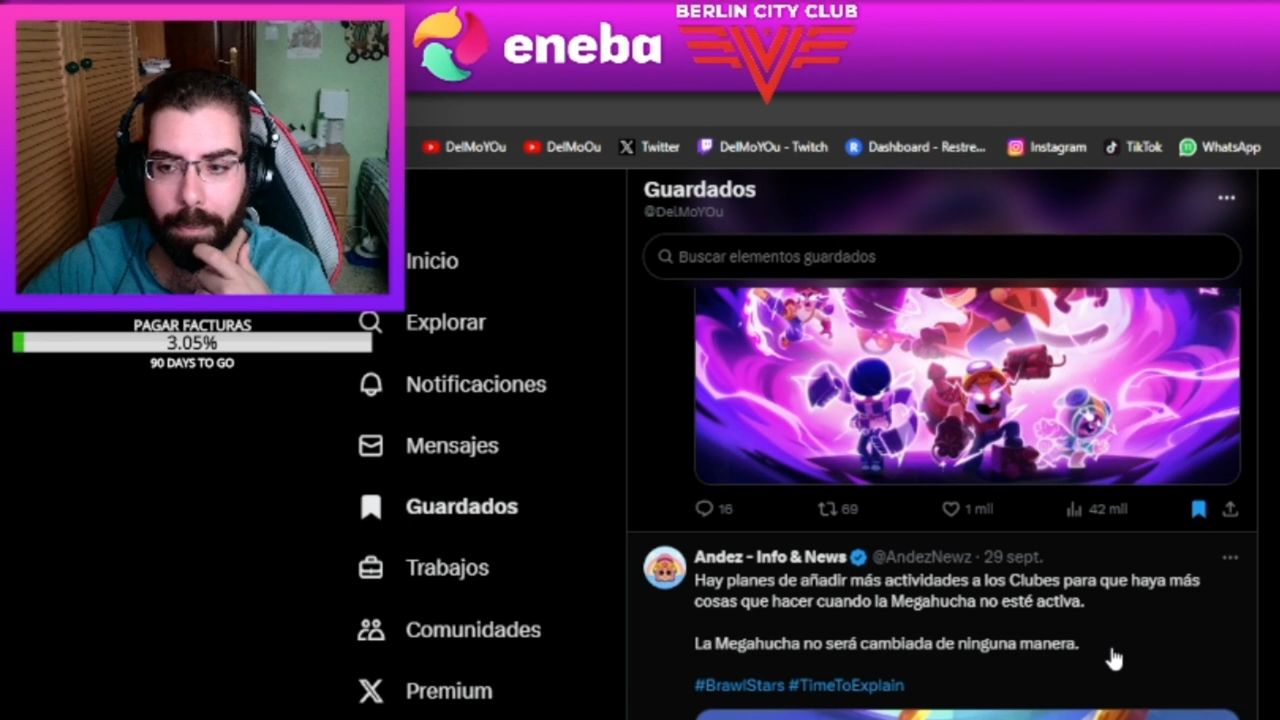 BERLIN CITY CLUB
eneba
DelMoYOu
DelMoOu
Twitter
DelMoYOu - Twitch
Dashboard - Restre...
Instagram
TikTok
WhatsApp
Guardados
@DelMoYOu
Buscar elementos guardados
PAGAR FACTURAS
3.05%
90 DAYS TO GO
Inicio
Explorar
Notificaciones
Mensajes
Guardados
Trabajos
Comunidades
Premium
16
69
1 mil
42 mil
Andez - Info & News @AndezNewz · 29 sept.
Hay planes de añadir más actividades a los Clubes para que haya más
cosas que hacer cuando la Megahucha no esté activa.
La Megahucha no será cambiada de ninguna manera.
#BrawlStars #TimeToExplain